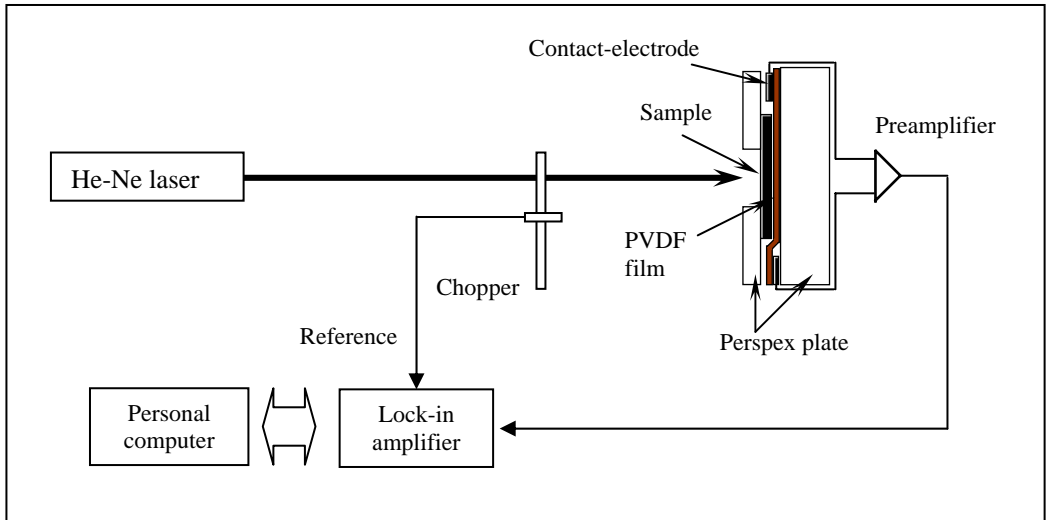 Contact-electrode
Sample
Preamplifier
He-Ne laser
PVDF
film
Chopper
Reference
Perspex plate
Personal
computer
Lock-in
amplifier